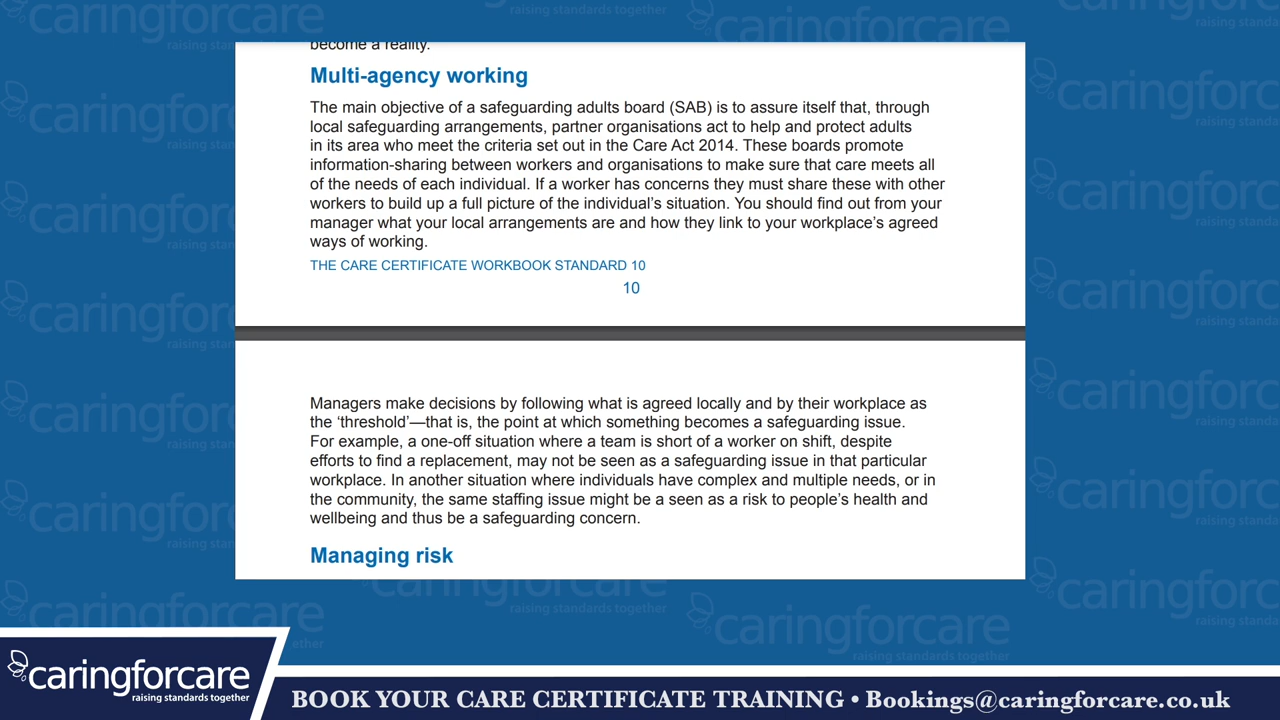 become a reality.
Multi-agency working
The main objective of a safeguarding adults board (SAB) is to assure itself that, through
local safeguarding arrangements, partner organisations act to help and protect adults
in its area who meet the criteria set out in the Care Act 2014. These boards promote
information-sharing between workers and organisations to make sure that care meets all
of the needs of each individual. If a worker has concerns they must share these with other
workers to build up a full picture of the individual’s situation. You should find out from your
manager what your local arrangements are and how they link to your workplace’s agreed
ways of working.
THE CARE CERTIFICATE WORKBOOK STANDARD 10
10
Managers make decisions by following what is agreed locally and by their workplace as
the ‘threshold’—that is, the point at which something becomes a safeguarding issue.
For example, a one-off situation where a team is short of a worker on shift, despite
efforts to find a replacement, may not be seen as a safeguarding issue in that particular
workplace. In another situation where individuals have complex and multiple needs, or in
the community, the same staffing issue might be a seen as a risk to people’s health and
wellbeing and thus be a safeguarding concern.
Managing risk
caringforcare
raising standards together
BOOK YOUR CARE CERTIFICATE TRAINING • Bookings@caringforcare.co.uk